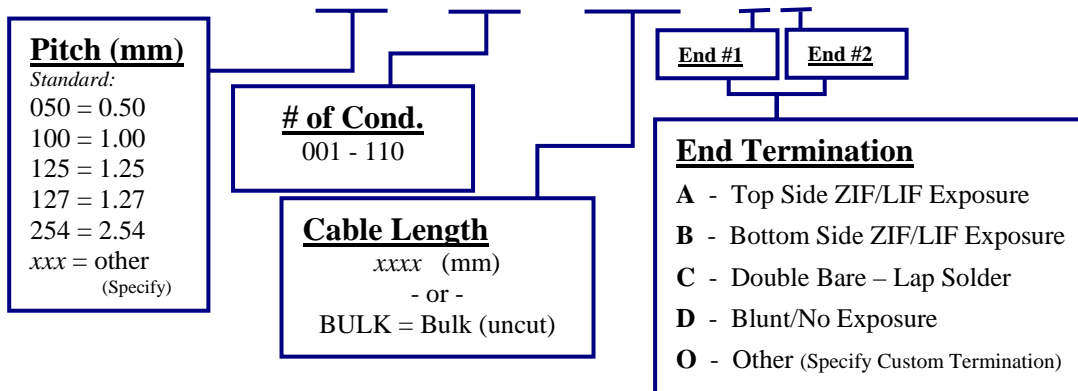 Pitch (mm)
Standard:
050 = 0.50
100 = 1.00
125 = 1.25
127 = 1.27
254 = 2.54
xxx = other
(Specify)
# of Cond.
001 - 110
Cable Length
xxxx (mm)
- or -
BULK = Bulk (uncut)
End #1
End #2
End Termination
A - Top Side ZIF/LIF Exposure
B - Bottom Side ZIF/LIF Exposure
C - Double Bare – Lap Solder
D - Blunt/No Exposure
O - Other (Specify Custom Termination)